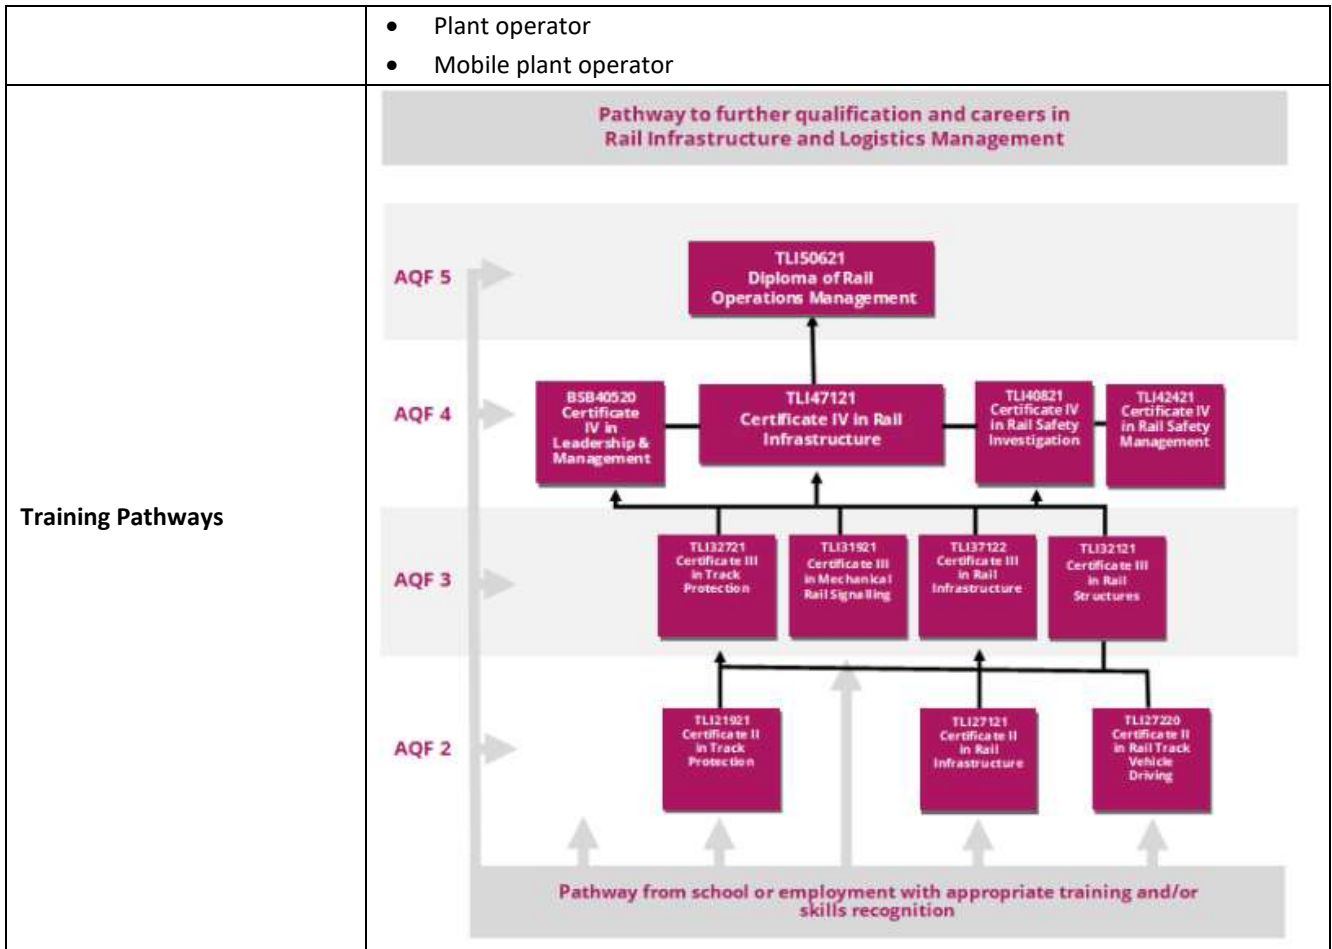 • Plant operator
• Mobile plant operator
Training Pathways
Pathway to further qualification and careers in
Rail Infrastructure and Logistics Management
AQF 5
TLI50621
Diploma of Rail
Operations Management
AQF 4
BSB40520
Certificate
IV in
Leadership &
Management
TLI47121
Certificate IV in Rail
Infrastructure
TLI40821
Certificate IV
in Rail Safety
Investigation
TLI42421
Certificate IV
in Rail Safety
Management
AQF 3
TLI32721
Certificate III
in Track
Protection
TLI31921
Certificate III
in Mechanical
Rail Signalling
TLI37122
Certificate III
in Rail
Infrastructure
TLI32121
Certificate III
in Rail
Structures
AQF 2
TLI21921
Certificate II
in Track
Protection
TLI27121
Certificate II
in Rail
Infrastructure
TLI27220
Certificate II
in Rail Track
Vehicle
Driving
Pathway from school or employment with appropriate training and/or
skills recognition